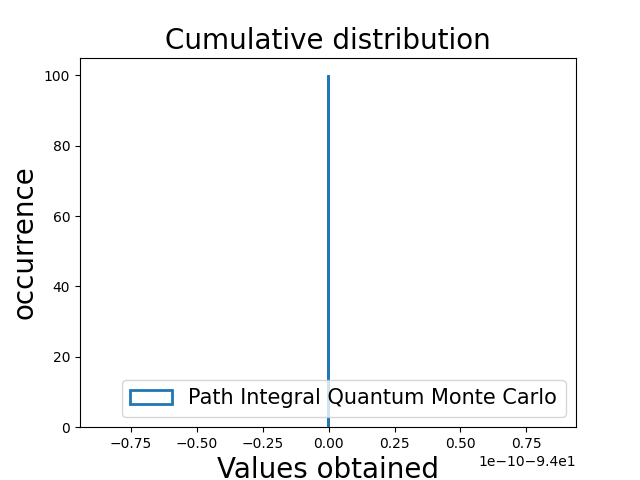 Cumulative distribution
100
80
60
40
20
0
occurrence
Path Integral Quantum Monte Carlo
−0.75 −0.50 −0.25 0.00 0.25 0.50 0.75
1e−10−9.4e1
Values obtained